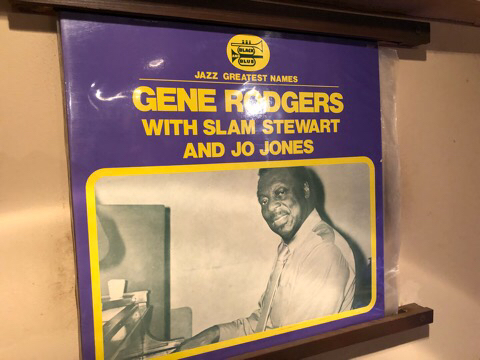 BLACK
BLUE
JAZZ GREATEST NAMES
GENE RODGERS
WITH SLAM STEWART
AND JO JONES